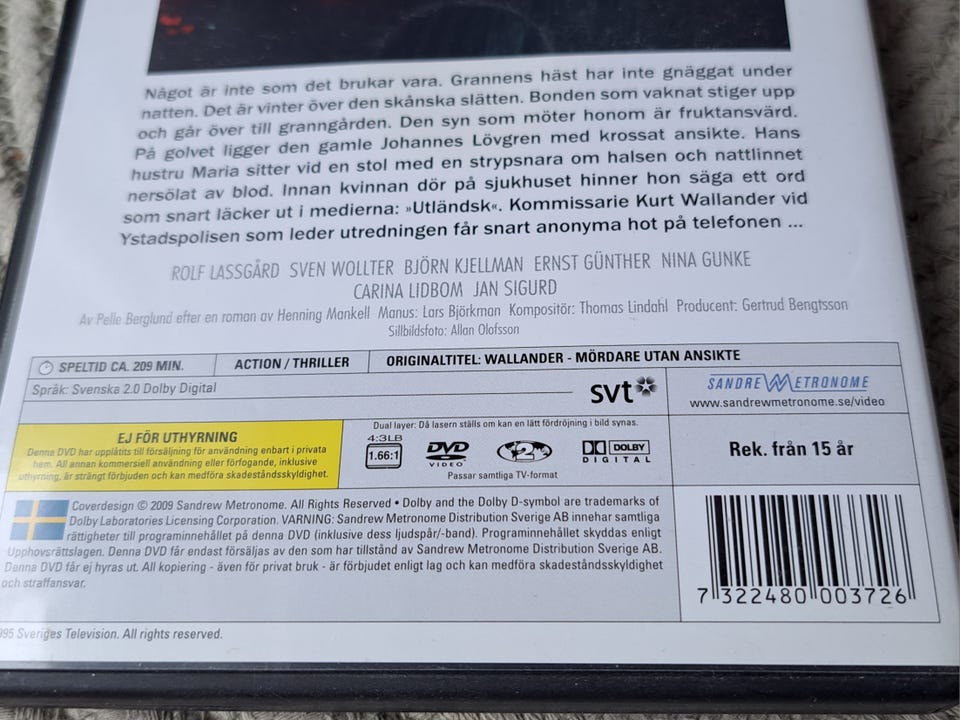 Något är inte som det brukar vara. Grannens häst har inte gnäggat under
natten. Det är vinter över den skånska slätten. Bonden som vaknat stiger upp
och går över till granngården. Den syn som möter honom är fruktansvärd.
På golvet ligger den gamle Johannes Lövgren med krossat ansikte. Hans
hustru Maria sitter vid en stol med en strypsnara om halsen och nattlinnet
nersölat av blod. Innan kvinnan dör på sjukhuset hinner hon säga ett ord
som snart läcker ut i medierna: »Utländsk«. Kommissarie Kurt Wallander vid
Ystadspolisen som leder utredningen får snart anonyma hot på telefonen ...
ROLF LASSGÅRD SVEN WOLLTER BJÖRN KJELLMAN ERNST GÜNTHER NINA GUNKE
CARINA LIDBOM JAN SIGURD
Av Pelle Berglund efter en roman av Henning Mankell Manus: Lars Björkman Kompositör: Thomas Lindahl Producent: Gertrud Bengtsson
Sillbildsfoto: Allan Olofsson
SPELTID CA. 209 MIN. ACTION / THRILLER ORIGINALTITEL: WALLANDER - MÖRDARE UTAN ANSIKTE
Språk: Svenska 2.0 Dolby Digital
svt
SANDREW METRONOME
www.sandrewmetronome.se/video
EJ FÖR UTHYRNING
Denna DVD har upplåtits till försäljning för användning enbart i privata
hem. All annan kommersiell användning eller förfogande, inklusive
uthyrning, är strängt förbjuden och kan medföra skadeståndsskyldighet.
Dual layer: Då lasern ställs om kan en lätt fördröjning i bild synas.
4:3LB
1.66:1
DVD
VIDEO
2
DOLBY
DIGITAL
Passar samtliga TV-format
Rek. från 15 år
Coverdesign © 2009 Sandrew Metronome. All Rights Reserved • Dolby and the Dolby D-symbol are trademarks of
Dolby Laboratories Licensing Corporation. VARNING: Sandrew Metronome Distribution Sverige AB innehar samtliga
rättigheter till programinnehållet på denna DVD (inklusive dess ljudspår/-band). Programinnehållet skyddas enligt
Upphovsrättslagen. Denna DVD får endast försäljas av den som har tillstånd av Sandrew Metronome Distribution Sverige AB.
Denna DVD får ej hyras ut. All kopiering - även för privat bruk - är förbjudet enligt lag och kan medföra skadeståndsskyldighet
och straffansvar.
7 322480 003726
995 Sveriges Television. All rights reserved.